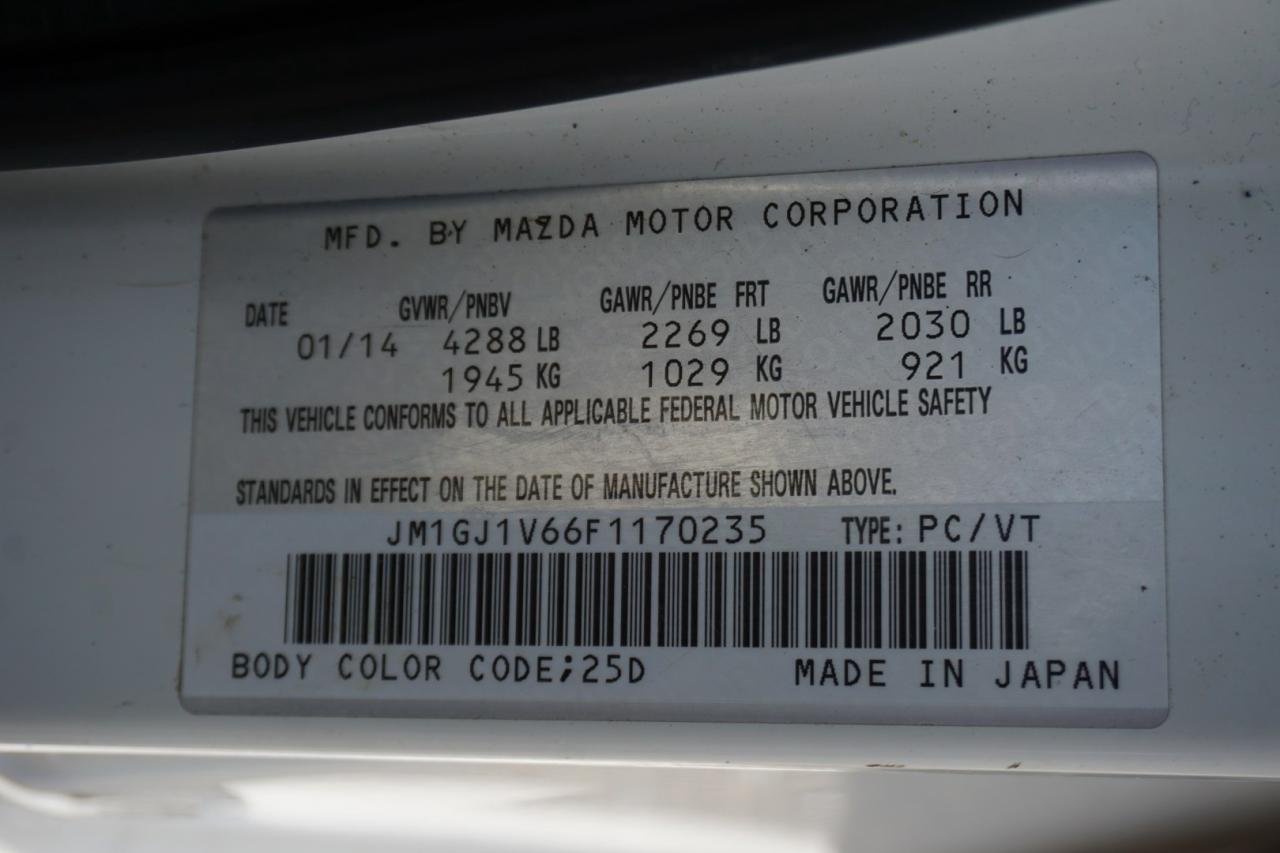 MFD. BY MAZDA MOTOR CORPORATION
DATE GVWR/PNBV GAWR/PNBE FRT GAWR/PNBE RR
01/14 4288 LB 2269 LB 2030 LB
1945 KG 1029 KG 921 KG
THIS VEHICLE CONFORMS TO ALL APPLICABLE FEDERAL MOTOR VEHICLE SAFETY
STANDARDS IN EFFECT ON THE DATE OF MANUFACTURE SHOWN ABOVE.
JM1GJ1V66F1170235 TYPE: PC/VT
BODY COLOR CODE;25D MADE IN JAPAN